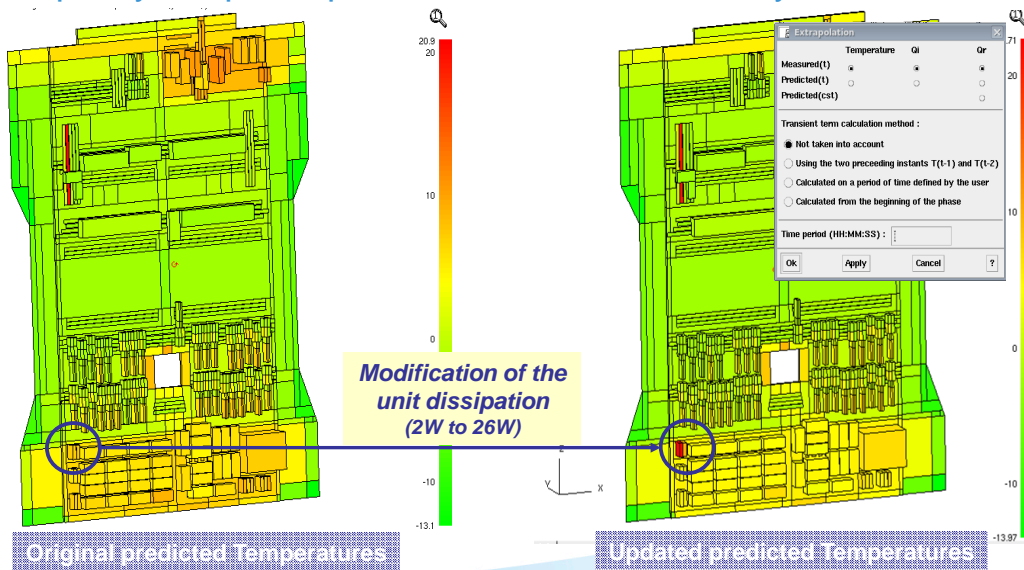 20.9
20
10
0
-10
-13.1
Extrapolation
Temperature Qi Qr
Measured(t)
Predicted(t)
Predicted(cst)
Transient term calculation method :
Not taken into account
Using the two preceeding instants T(t-1) and T(t-2)
Calculated on a period of time defined by the user
Calculated from the beginning of the phase
Time period (HH:MM:SS) :
Ok Apply Cancel ?
71
20
10
0
-10
-13.97
Modification of the
unit dissipation
(2W to 26W)
Z
Y
X
Original predicted Temperatures
Updated predicted Temperatures